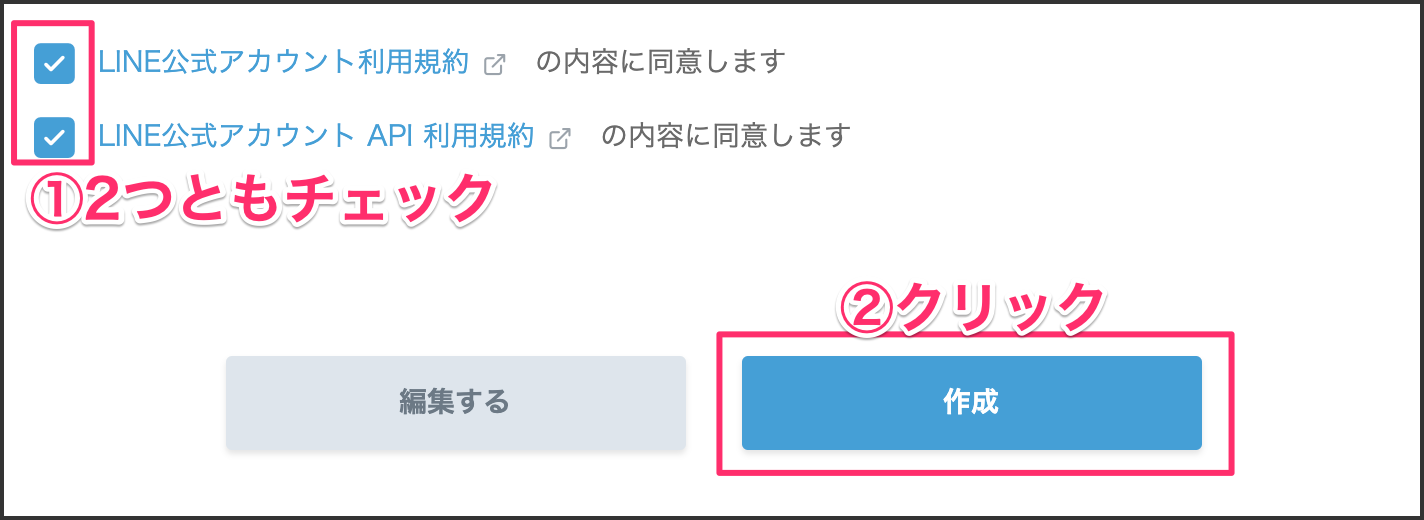 LINE公式アカウント利用規約 の内容に同意します
LINE公式アカウント API 利用規約 の内容に同意します
①2つともチェック
②クリック
編集する
作成